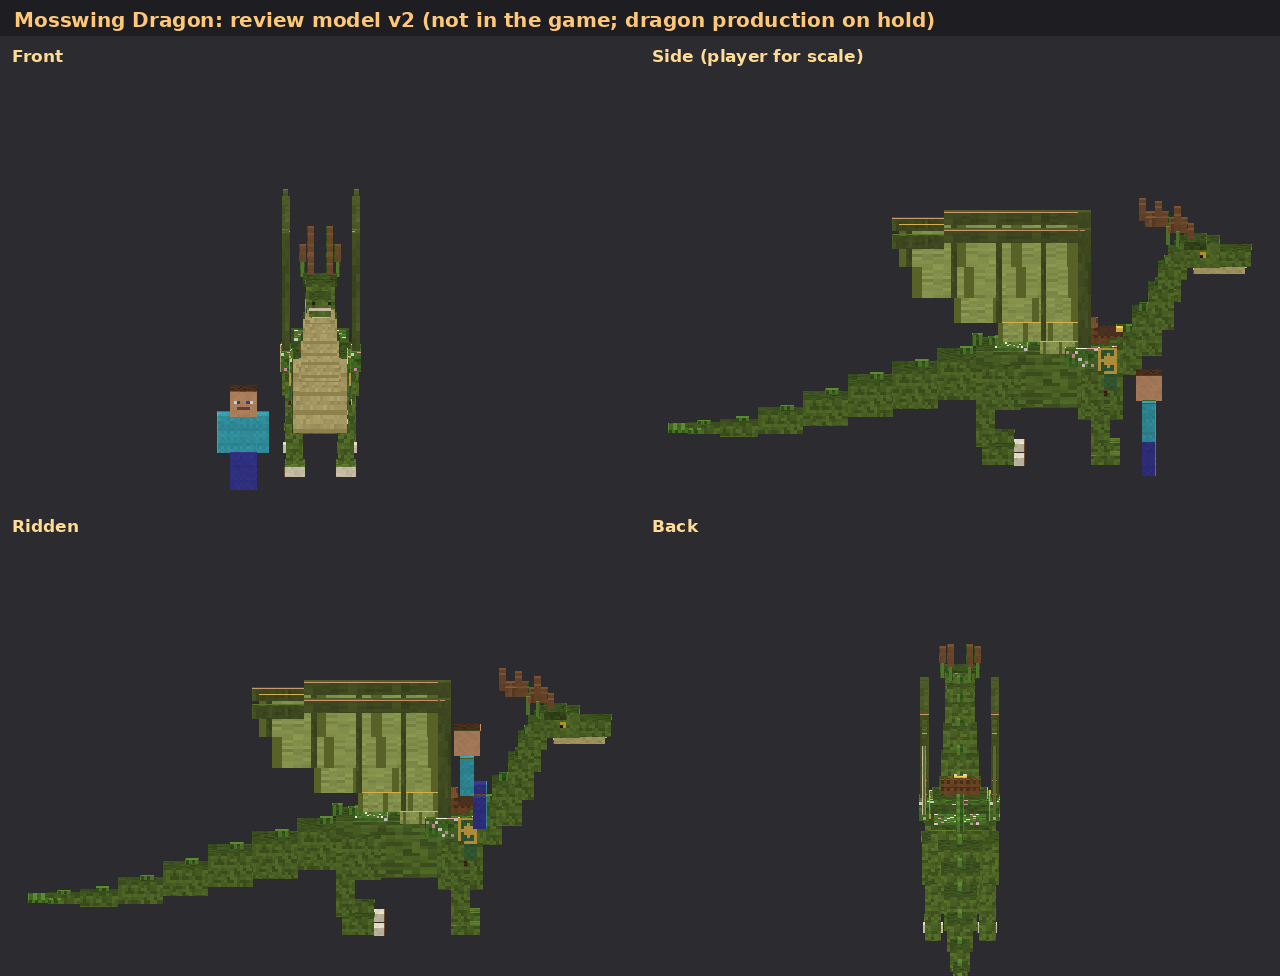 Mosswing Dragon: review model v2 (not in the game; dragon production on hold)
Front
Side (player for scale)
Ridden
Back